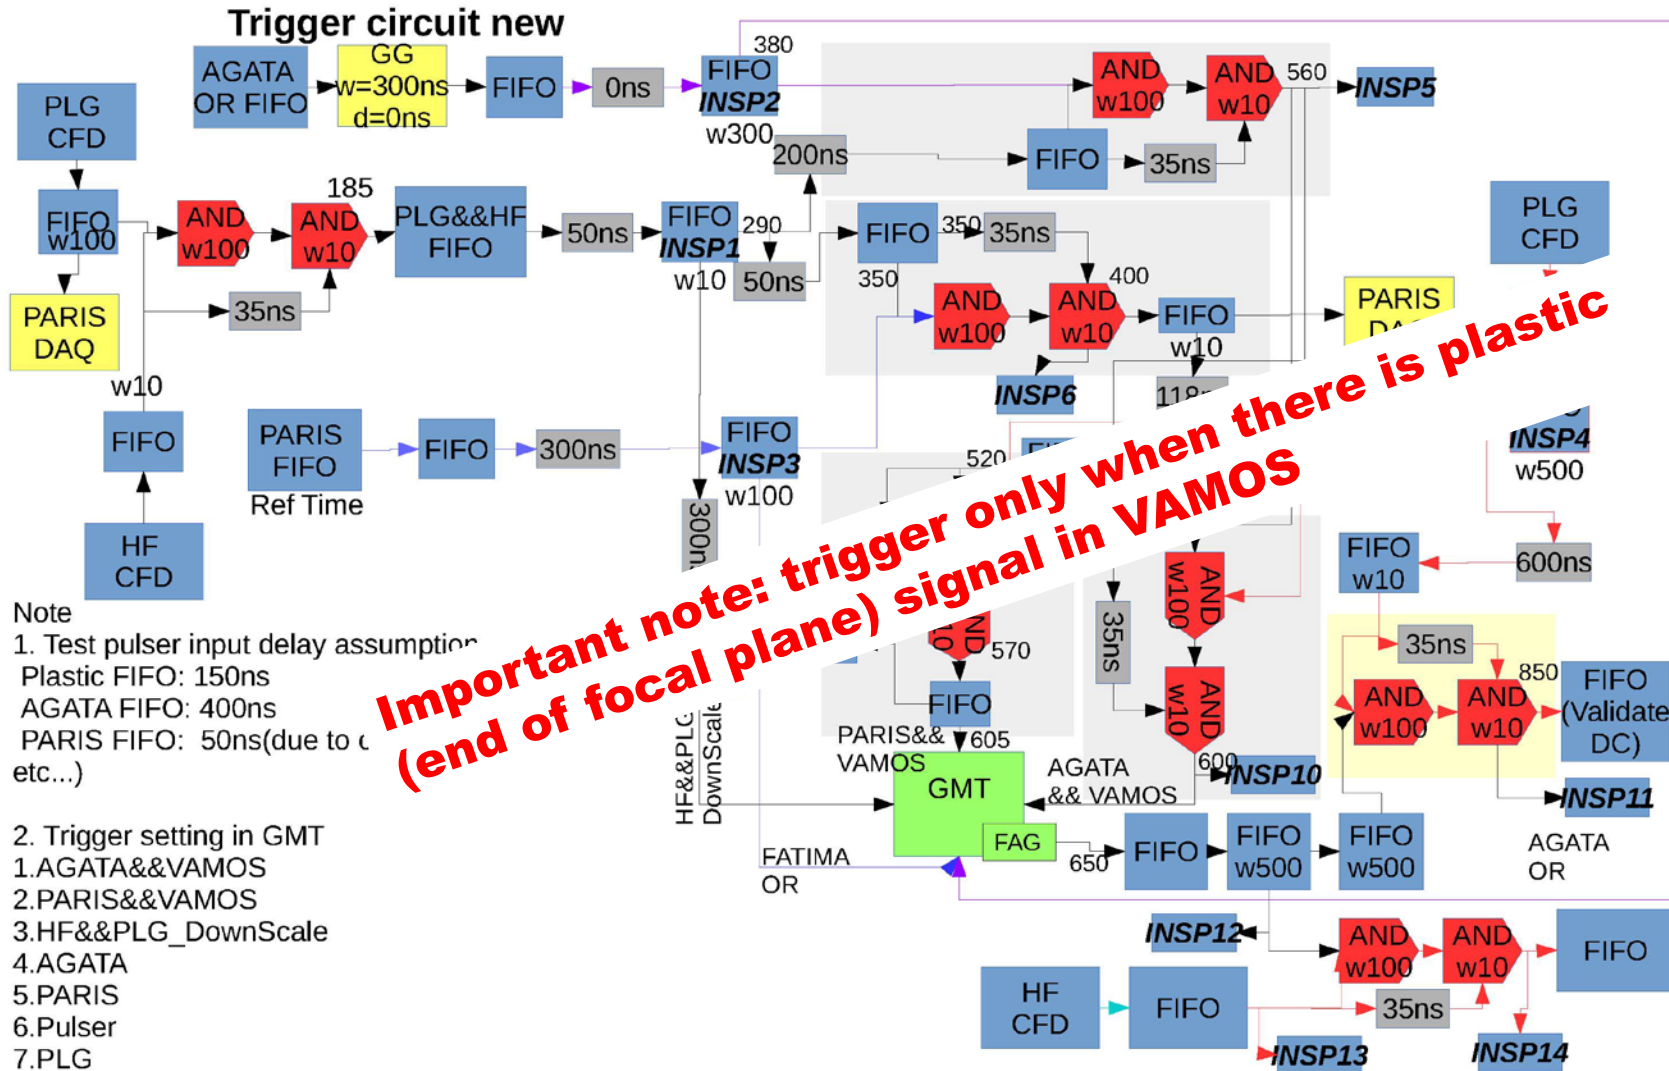 Trigger circuit new
AGATA
OR FIFO
GG
w=300ns
d=0ns
FIFO
0ns
FIFO
INSP2
w300
380
AND
w100
AND
w10
560
INSP5
PLG
CFD
200ns
FIFO
35ns
FIFO
w100
AND
w100
185
AND
w10
PLG&&HF
FIFO
50ns
FIFO
INSP1
w10
290
50ns
FIFO
350
35ns
350
AND
w100
400
AND
w10
FIFO
w10
PLG
CFD
PARIS
DAQ
35ns
PARIS
INSP6
w10
FIFO
PARIS
FIFO
Ref Time
FIFO
300ns
FIFO
INSP3
w100
520
INSP4
w500
HF
CFD
FIFO
w10
600ns
Important note: trigger only when there is plastic
(end of focal plane) signal in VAMOS
AND
w100
35ns
AND
w10
570
FIFO
605
PARIS&&
VAMOS
35ns
AND
w100
AND
w10
850
FIFO
(Validate
DC)
Note
1. Test pulser input delay assumption
Plastic FIFO: 150ns
AGATA FIFO: 400ns
PARIS FIFO: 50ns(due to
etc...)
HF&&PLG
DownScale
GMT
FAG
650
AGATA
&& VAMOS
600
INSP10
INSP11
FIFO
FIFO
w500
FIFO
w500
AGATA
OR
FATIMA
OR
2. Trigger setting in GMT
1.AGATA&&VAMOS
2.PARIS&&VAMOS
3.HF&&PLG_DownScale
4.AGATA
5.PARIS
6.Pulser
7.PLG
INSP12
AND
w100
AND
w10
FIFO
HF
CFD
FIFO
35ns
INSP13
INSP14